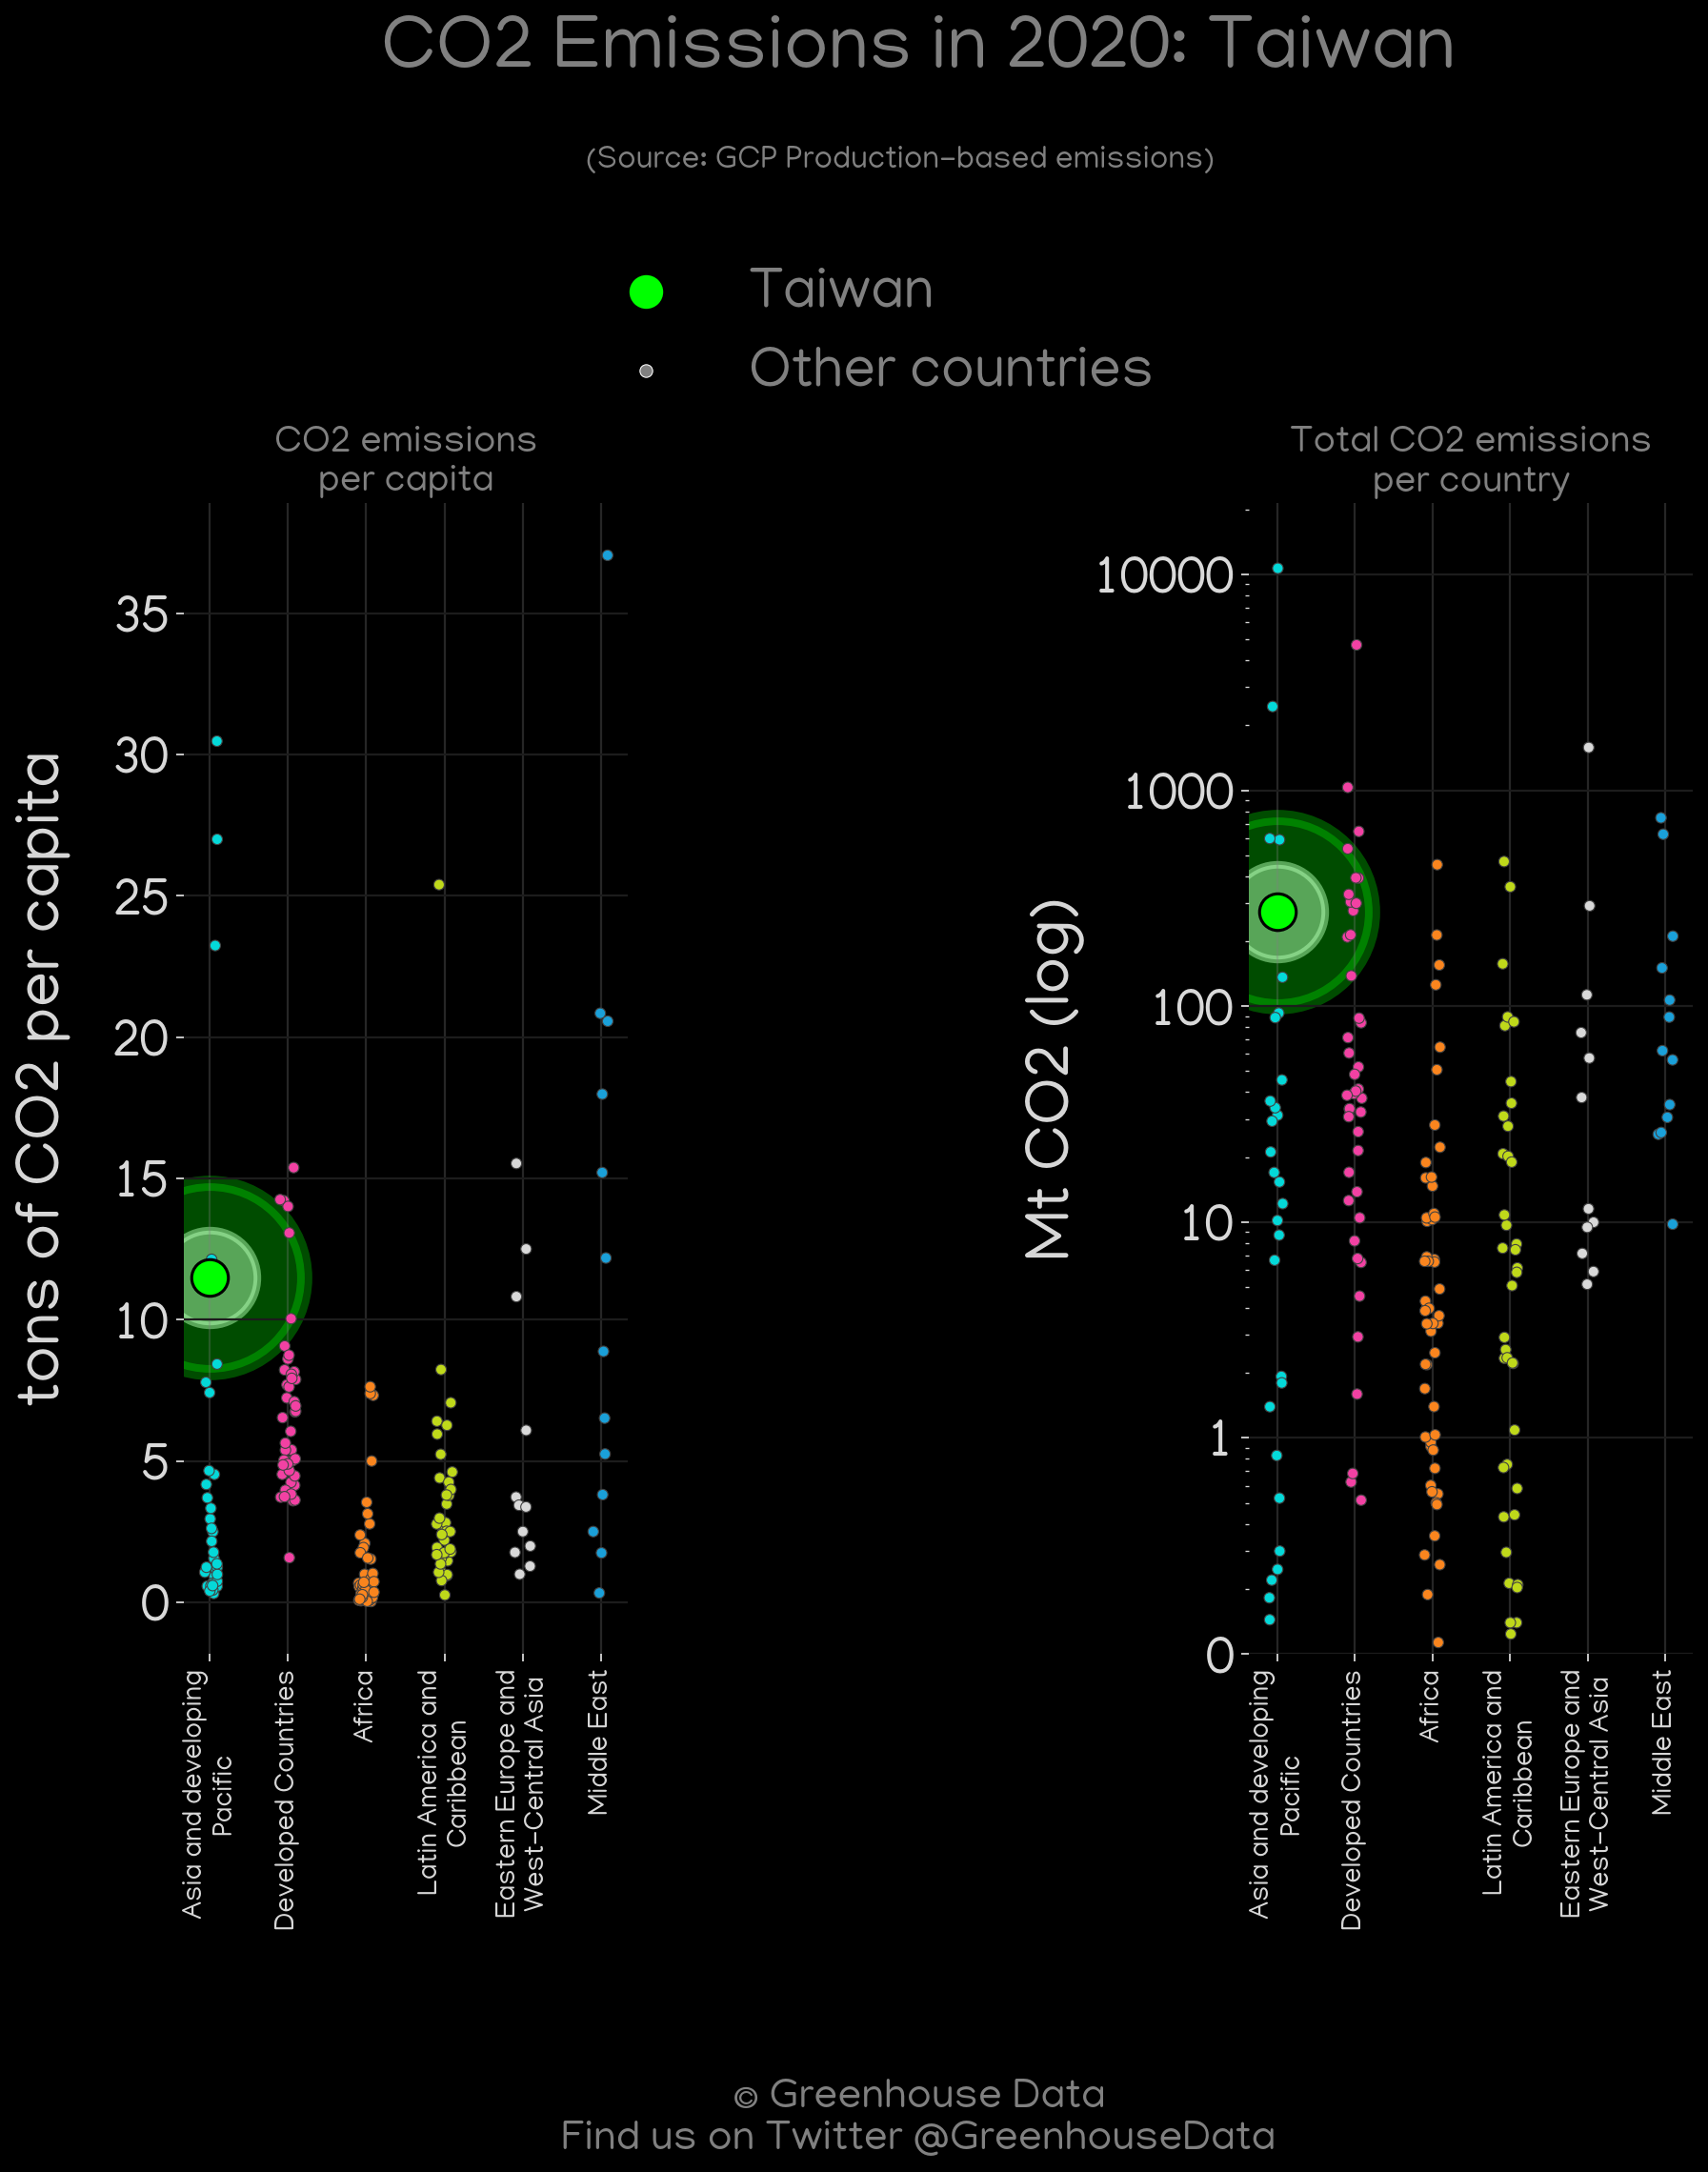 CO2 Emissions in 2020: Taiwan
(Source: GCP Production-based emissions)
Taiwan
Other countries
CO2 emissions
per capita
tons of CO2 per capita
35
30
25
20
15
10
5
0
Asia and developing
Pacific
Developed Countries
Africa
Latin America and
Caribbean
Eastern Europe and
West-Central Asia
Middle East
Total CO2 emissions
per country
Mt CO2 (log)
10000
1000
100
10
1
0
Asia and developing
Pacific
Developed Countries
Africa
Latin America and
Caribbean
Eastern Europe and
West-Central Asia
Middle East
© Greenhouse Data
Find us on Twitter @GreenhouseData